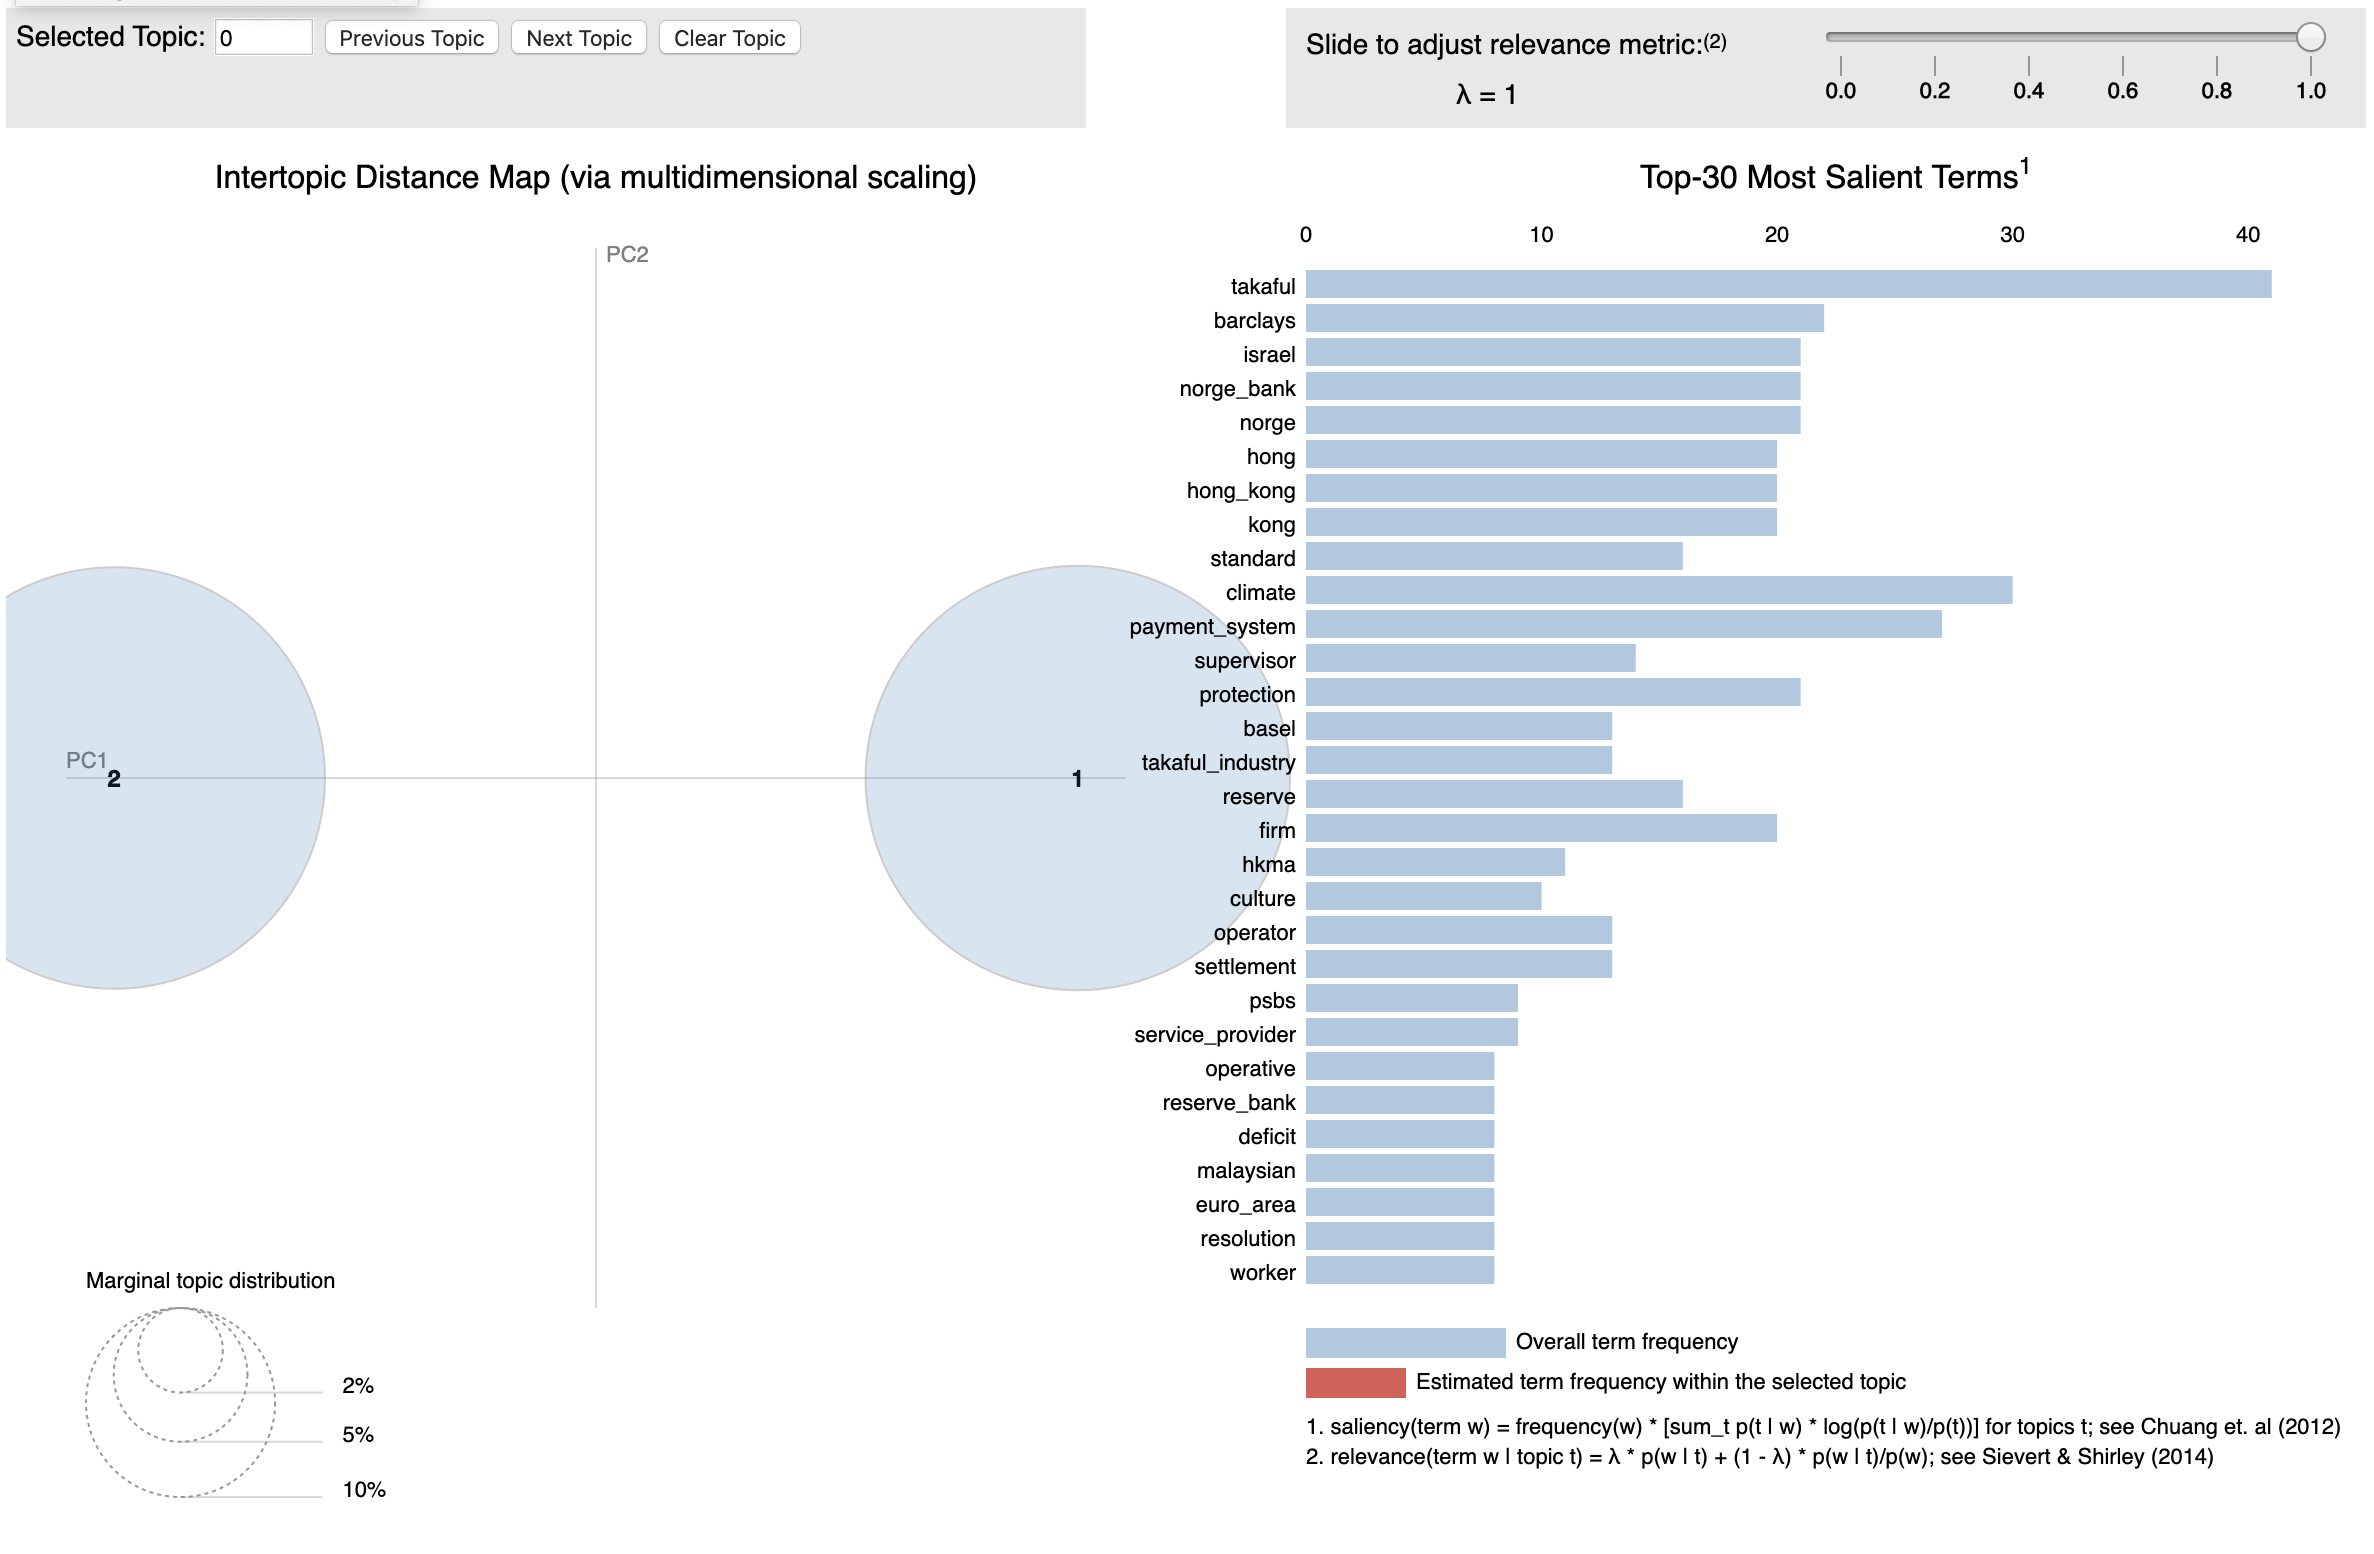 Selected Topic: 0 Previous Topic Next Topic Clear Topic
Slide to adjust relevance metric:(2)
λ = 1
0.0 0.2 0.4 0.6 0.8 1.0
Intertopic Distance Map (via multidimensional scaling)
PC2
PC1
2
1
Marginal topic distribution
2%
5%
10%
Top-30 Most Salient Terms1
0 10 20 30 40
takaful
barclays
israel
norge_bank
norge
hong
hong_kong
kong
standard
climate
payment_system
supervisor
protection
basel
takaful_industry
reserve
firm
hkma
culture
operator
settlement
psbs
service_provider
operative
reserve_bank
deficit
malaysian
euro_area
resolution
worker
Overall term frequency
Estimated term frequency within the selected topic
1. saliency(term w) = frequency(w) * [sum_t p(t | w) * log(p(t | w)/p(t))] for topics t; see Chuang et. al (2012)
2. relevance(term w | topic t) = λ * p(w | t) + (1 - λ) * p(w | t)/p(w); see Sievert & Shirley (2014)